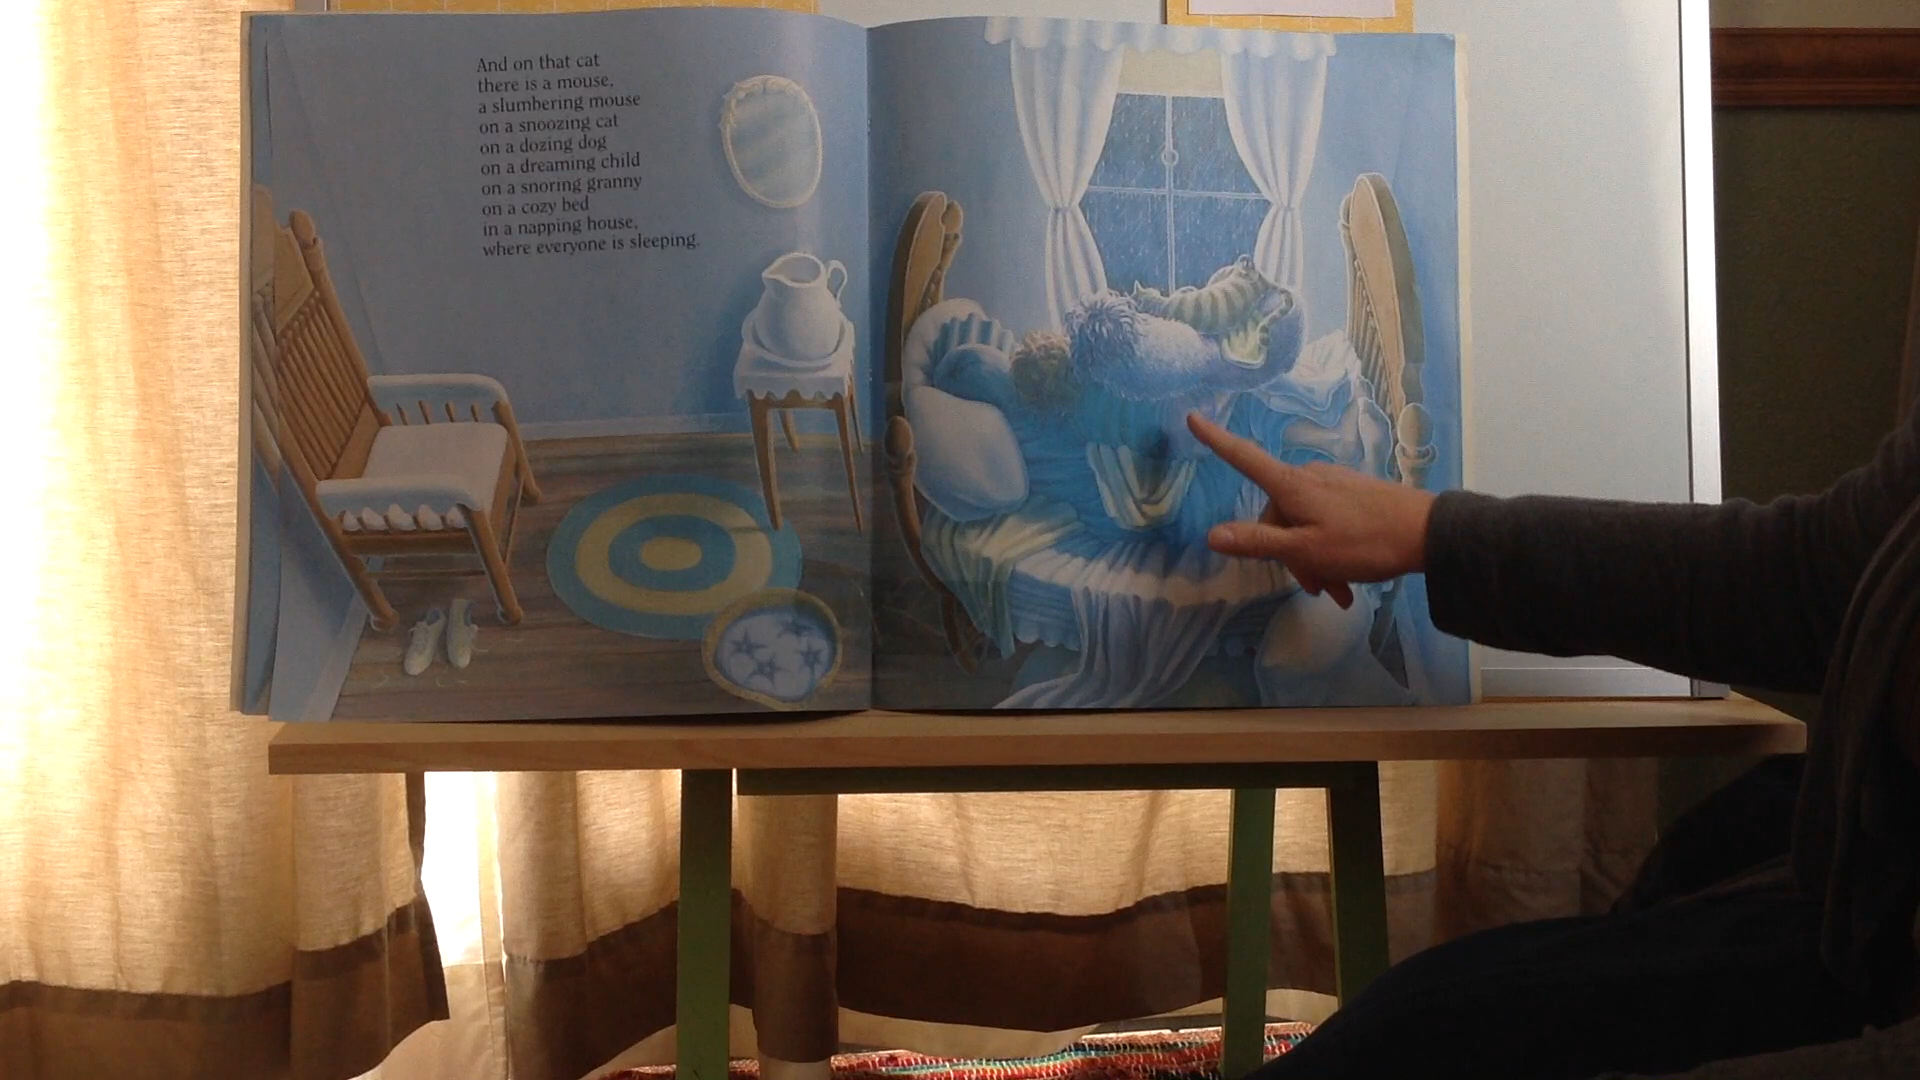 And on that cat
there is a mouse,
a slumbering mouse
on a snoozing cat
on a dozing dog
on a dreaming child
on a snoring granny
on a cozy bed
in a napping house,
where everyone is sleeping.